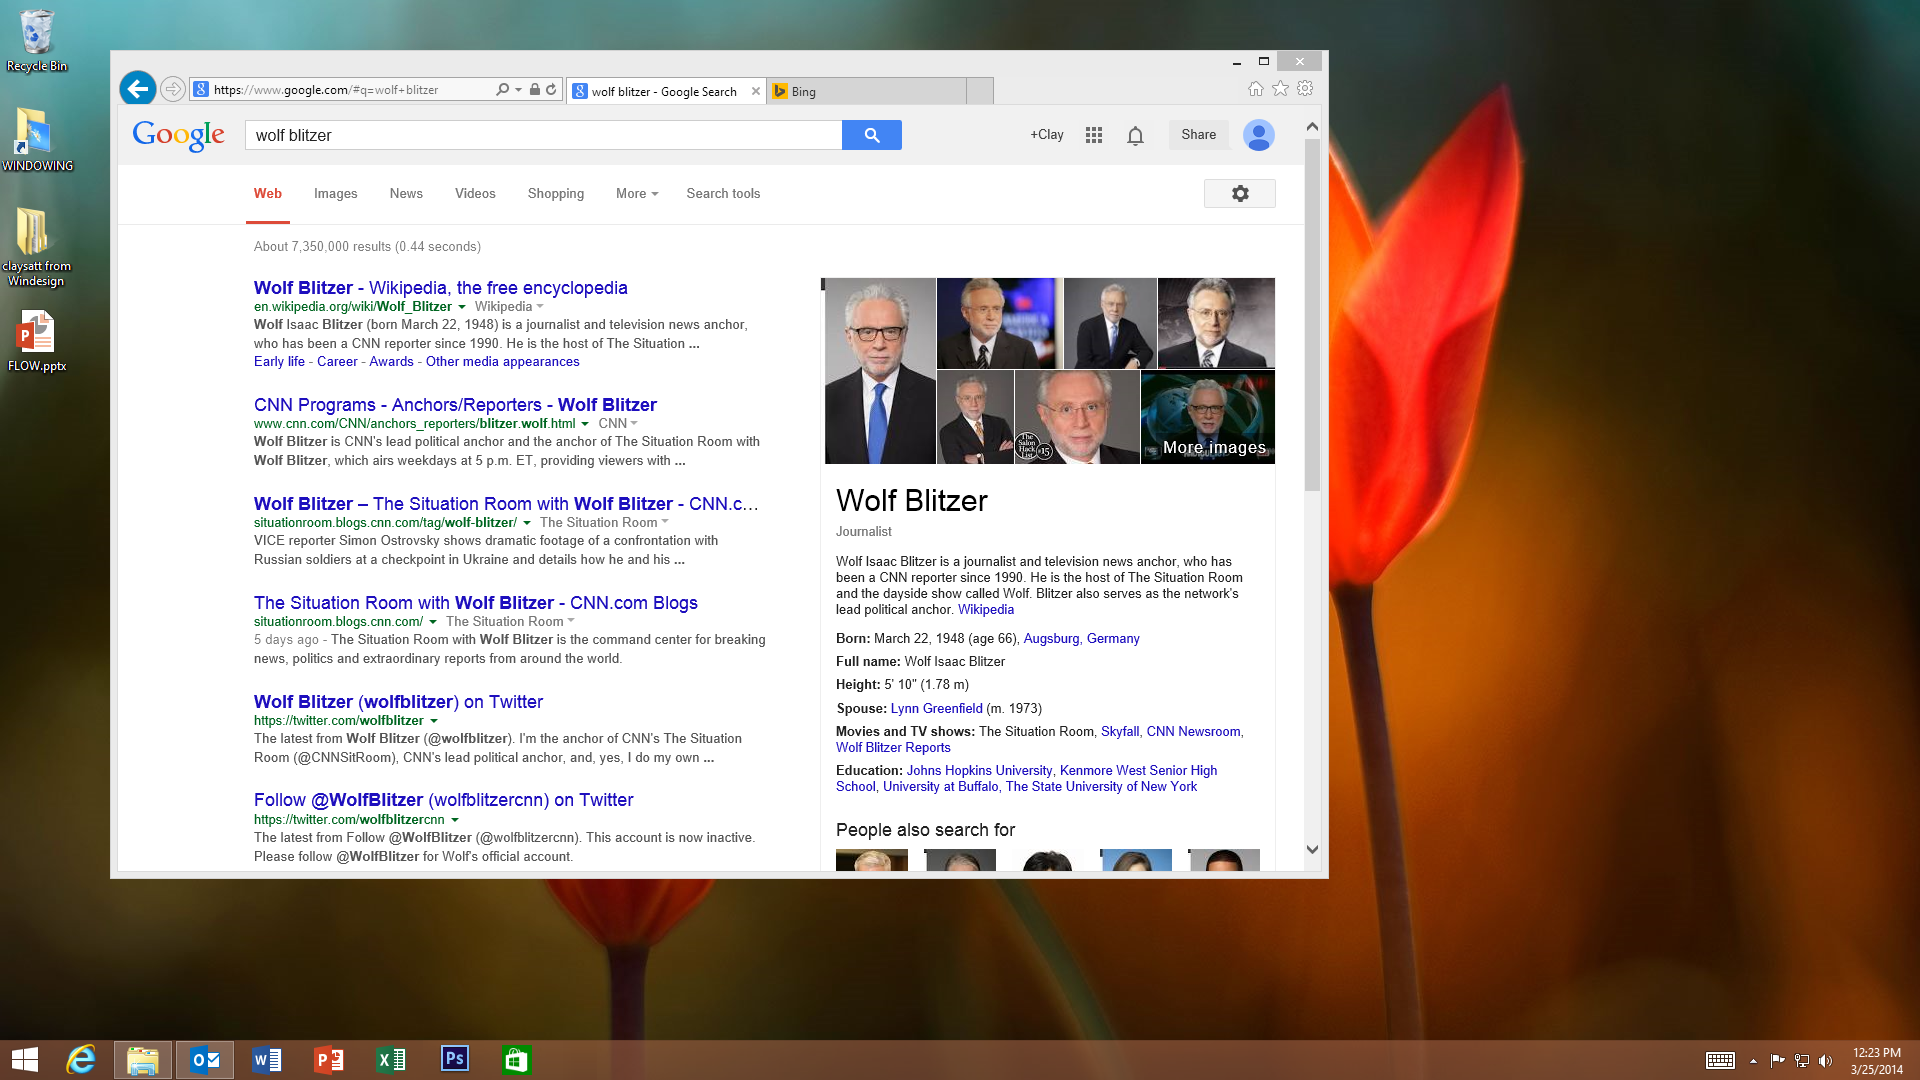 Recycle Bin
WINDOWING
claysatt from
Windesign
FLOW.pptx
https://www.google.com/#q=wolf+blitzer
wolf blitzer - Google Search
Bing
Google
wolf blitzer
+Clay
Share
Web
Images
News
Videos
Shopping
More
Search tools
About 7,350,000 results (0.44 seconds)
Wolf Blitzer - Wikipedia, the free encyclopedia
en.wikipedia.org/wiki/Wolf_Blitzer Wikipedia
Wolf Isaac Blitzer (born March 22, 1948) is a journalist and television news anchor,
who has been a CNN reporter since 1990. He is the host of The Situation ...
Early life - Career - Awards - Other media appearances
CNN Programs - Anchors/Reporters - Wolf Blitzer
www.cnn.com/CNN/anchors_reporters/blitzer.wolf.html CNN
Wolf Blitzer is CNN's lead political anchor and the anchor of The Situation Room with
Wolf Blitzer, which airs weekdays at 5 p.m. ET, providing viewers with ...
Wolf Blitzer – The Situation Room with Wolf Blitzer - CNN.c...
situationroom.blogs.cnn.com/tag/wolf-blitzer/ The Situation Room
VICE reporter Simon Ostrovsky shows dramatic footage of a confrontation with
Russian soldiers at a checkpoint in Ukraine and details how he and his ...
The Situation Room with Wolf Blitzer - CNN.com Blogs
situationroom.blogs.cnn.com/ The Situation Room
5 days ago - The Situation Room with Wolf Blitzer is the command center for breaking
news, politics and extraordinary reports from around the world.
Wolf Blitzer (wolfblitzer) on Twitter
https://twitter.com/wolfblitzer
The latest from Wolf Blitzer (@wolfblitzer). I'm the anchor of CNN's The Situation
Room (@CNNSitRoom), CNN's lead political anchor, and, yes, I do my own ...
Follow @WolfBlitzer (wolfblitzercnn) on Twitter
https://twitter.com/wolfblitzercnn
The latest from Follow @WolfBlitzer (@wolfblitzercnn). This account is now inactive.
Please follow @WolfBlitzer for Wolf's official account.
The
Salon
Hack
List
#15
More images
Wolf Blitzer
Journalist
Wolf Isaac Blitzer is a journalist and television news anchor, who has
been a CNN reporter since 1990. He is the host of The Situation Room
and the dayside show called Wolf. Blitzer also serves as the network's
lead political anchor. Wikipedia
Born: March 22, 1948 (age 66), Augsburg, Germany
Full name: Wolf Isaac Blitzer
Height: 5' 10" (1.78 m)
Spouse: Lynn Greenfield (m. 1973)
Movies and TV shows: The Situation Room, Skyfall, CNN Newsroom,
Wolf Blitzer Reports
Education: Johns Hopkins University, Kenmore West Senior High
School, University at Buffalo, The State University of New York
People also search for
Ps
12:23 PM
3/25/2014